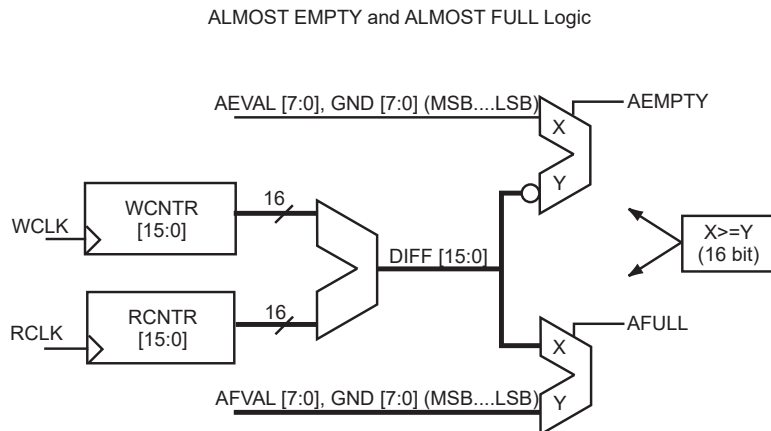 ALMOST EMPTY and ALMOST FULL Logic
AEVAL [7:0], GND [7:0] (MSB....LSB)
AEMPTY
X
Y
WCNTR
[15:0]
16
WCLK
DIFF [15:0]
X>=Y
(16 bit)
RCNTR
[15:0]
16
RCLK
AFULL
X
AFVAL [7:0], GND [7:0] (MSB....LSB)
Y